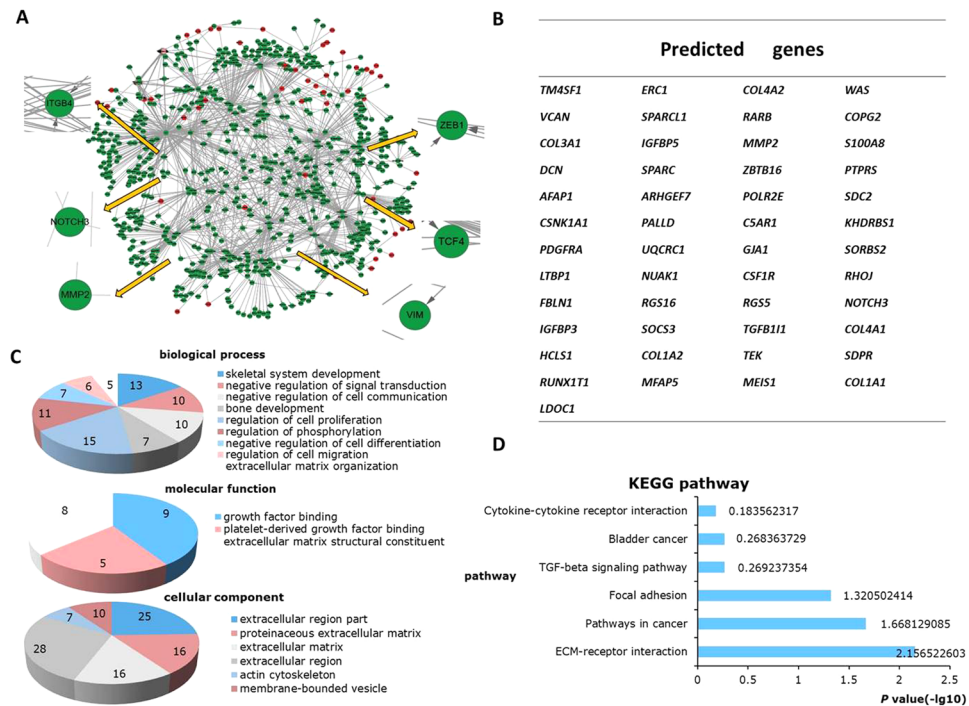 A
ITGB4
NOTCH3
MMP2
ZEB1
TCF4
VIM
B
Predicted genes
TM4SF1 ERC1 COL4A2 WAS
VCAN SPARCL1 RARB COPG2
COL3A1 IGFBP5 MMP2 S100A8
DCN SPARC ZBTB16 PTPRS
AFAP1 ARHGEF7 POLR2E SDC2
CSNK1A1 PALLD C5AR1 KHDRBS1
PDGFRA UQCRC1 GJA1 SORBS2
LTBP1 NUAK1 CSF1R RHOJ
FBLN1 RGS16 RGS5 NOTCH3
IGFBP3 SOCS3 TGFB1I1 COL4A1
HCLS1 COL1A2 TEK SDPR
RUNX1T1 MFAP5 MEIS1 COL1A1
LDOC1
C
biological process
13
10
10
7
15
11
7
6
5
skeletal system development
negative regulation of signal transduction
negative regulation of cell communication
bone development
regulation of cell proliferation
regulation of phosphorylation
negative regulation of cell differentiation
regulation of cell migration
extracellular matrix organization
molecular function
9
5
8
growth factor binding
platelet-derived growth factor binding
extracellular matrix structural constituent
cellular component
25
16
16
28
7
10
extracellular region part
proteinaceous extracellular matrix
extracellular matrix
extracellular region
actin cytoskeleton
membrane-bounded vesicle
D
KEGG pathway
pathway
Cytokine-cytokine receptor interaction 0.183562317
Bladder cancer 0.268363729
TGF-beta signaling pathway 0.269237354
Focal adhesion 1.320502414
Pathways in cancer 1.668129085
ECM-receptor interaction 2.156522603
0 0.5 1 1.5 2 2.5
P value(-lg10)